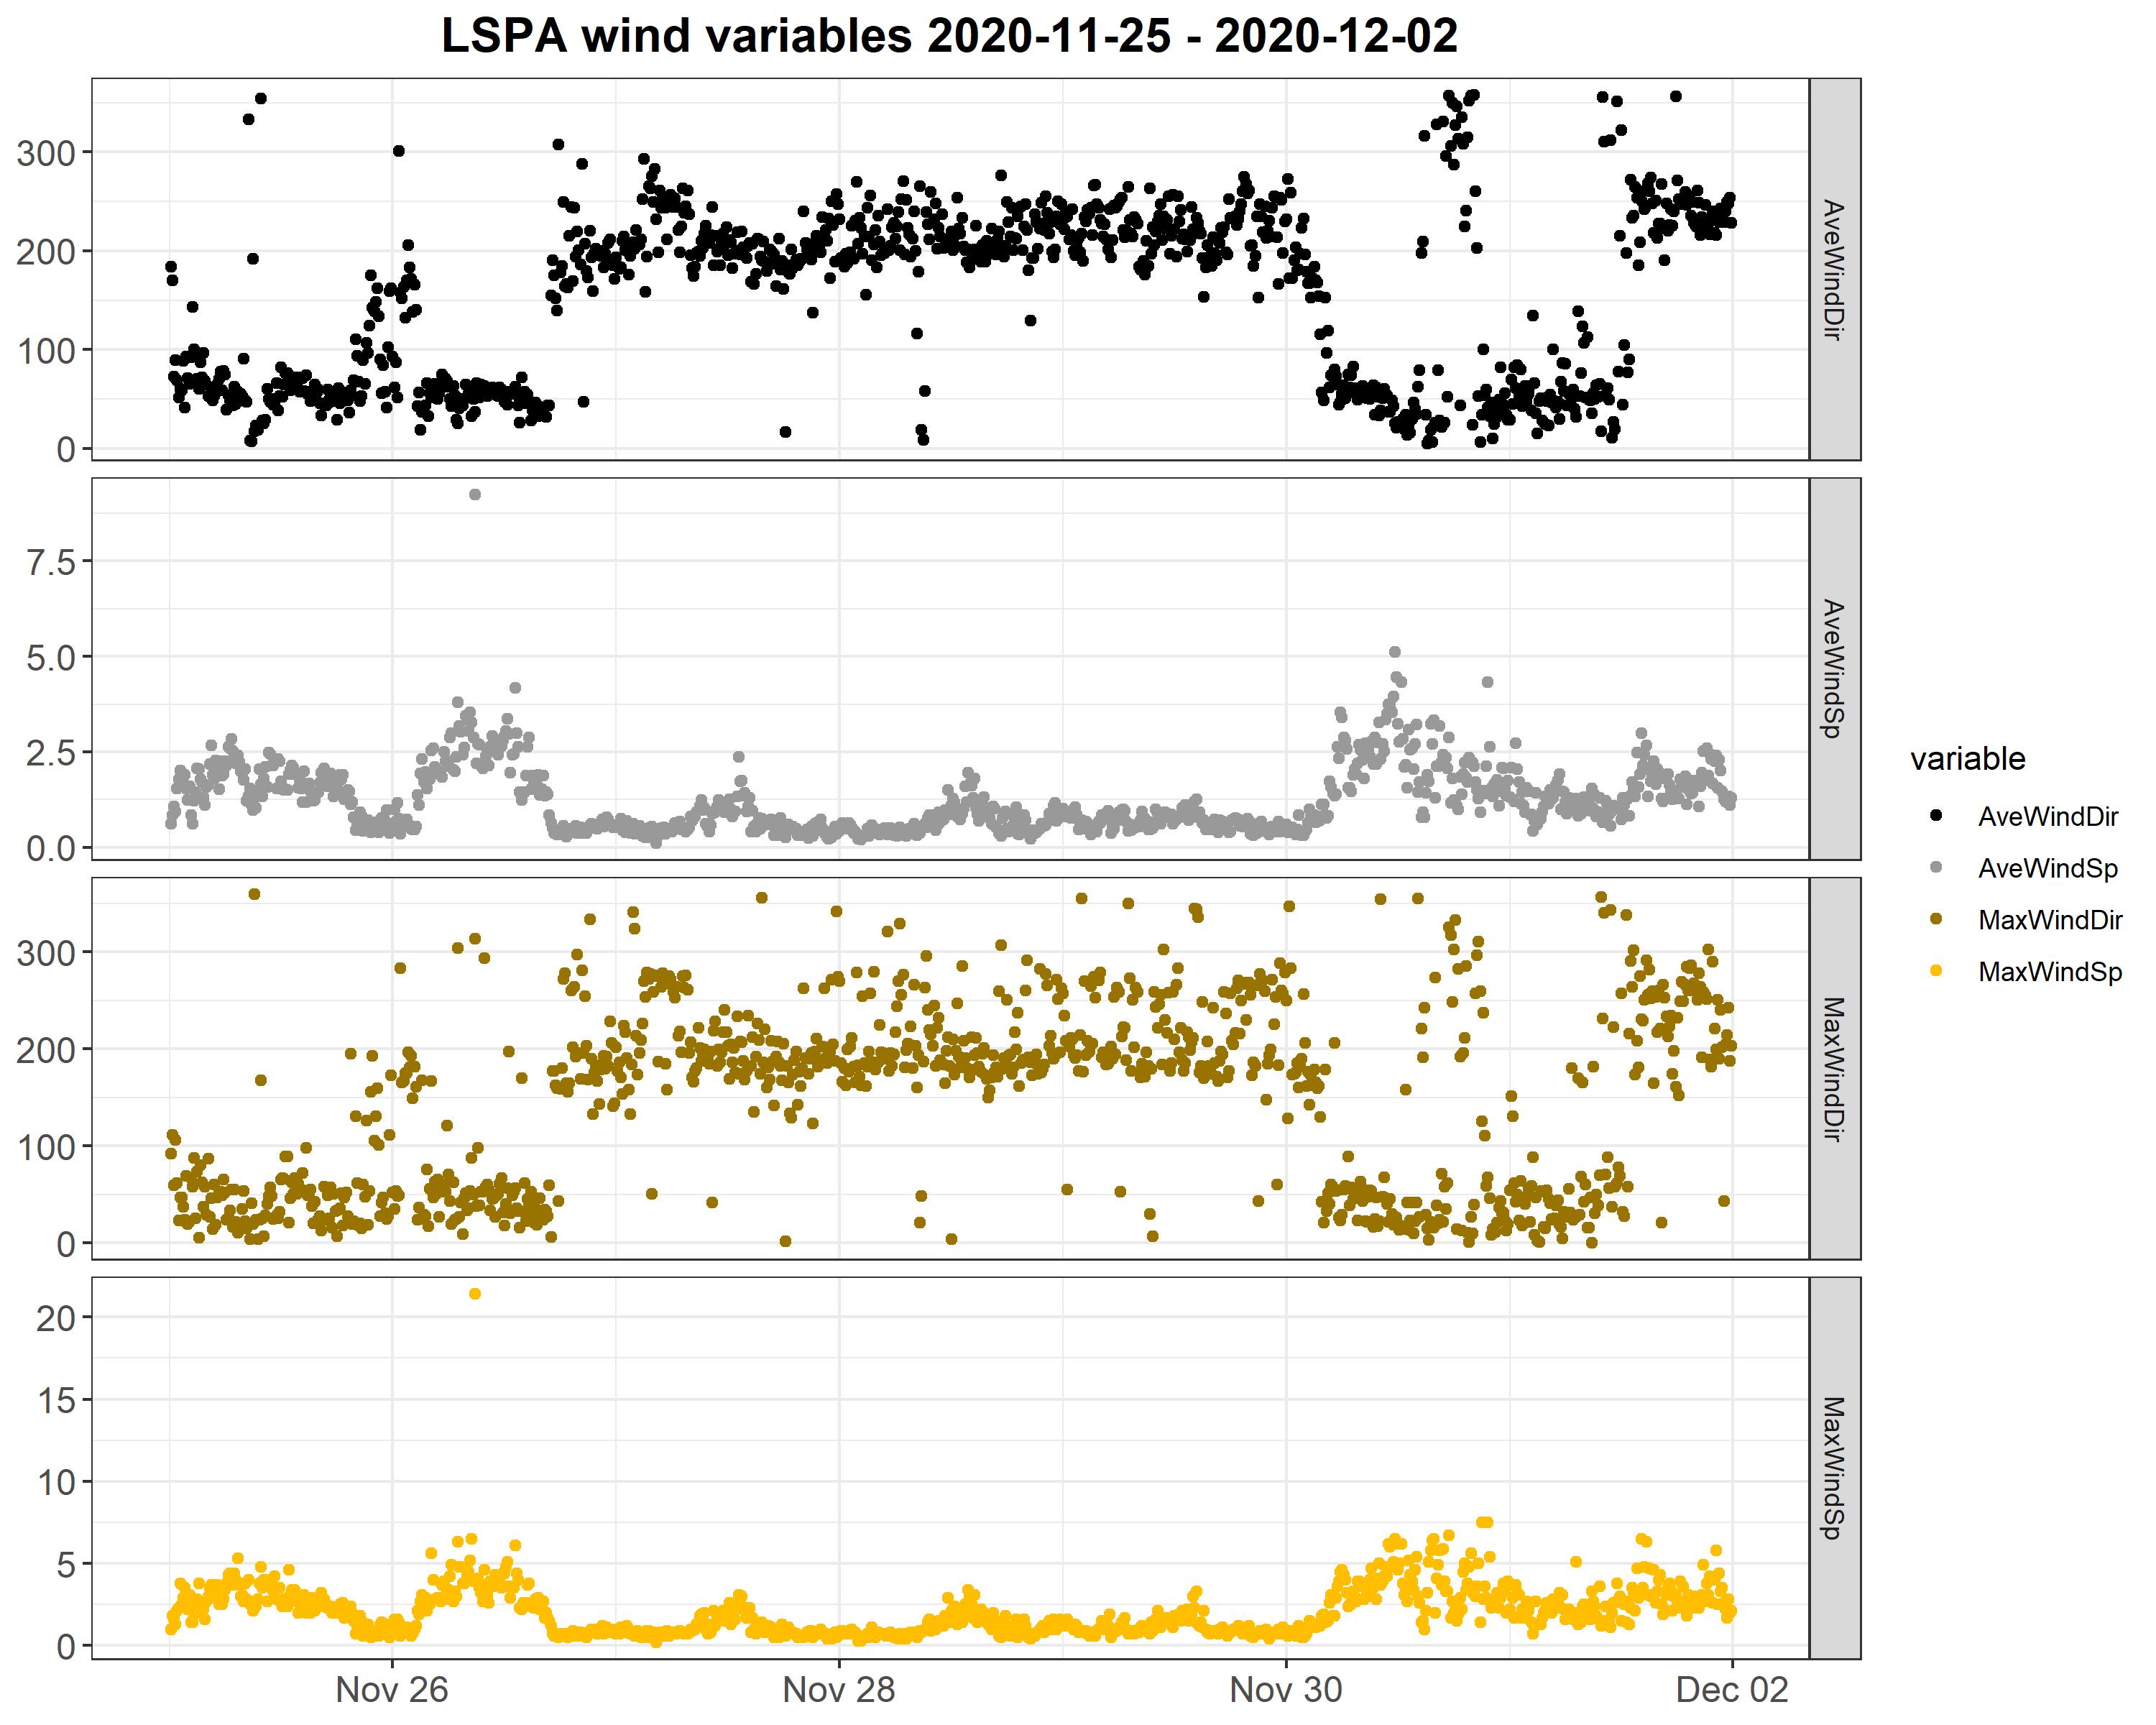 LSPA wind variables 2020-11-25 - 2020-12-02
300
200
100
0
AveWindDir
7.5
5.0
2.5
0.0
AveWindSp
300
200
100
0
MaxWindDir
20
15
10
5
0
MaxWindSp
Nov 26 Nov 28 Nov 30 Dec 02
variable
AveWindDir
AveWindSp
MaxWindDir
MaxWindSp